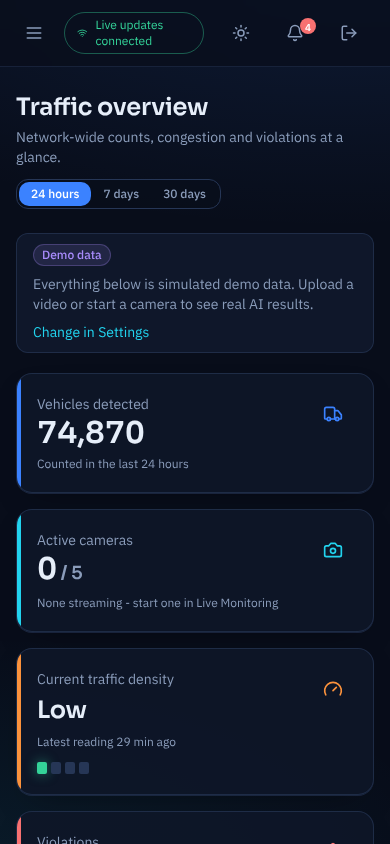 Live updates
connected
4
Traffic overview
Network-wide counts, congestion and violations at a
glance.
24 hours
7 days
30 days
Demo data
Everything below is simulated demo data. Upload a
video or start a camera to see real AI results.
Change in Settings
Vehicles detected
74,870
Counted in the last 24 hours
Active cameras
0 / 5
None streaming - start one in Live Monitoring
Current traffic density
Low
Latest reading 29 min ago
Violations